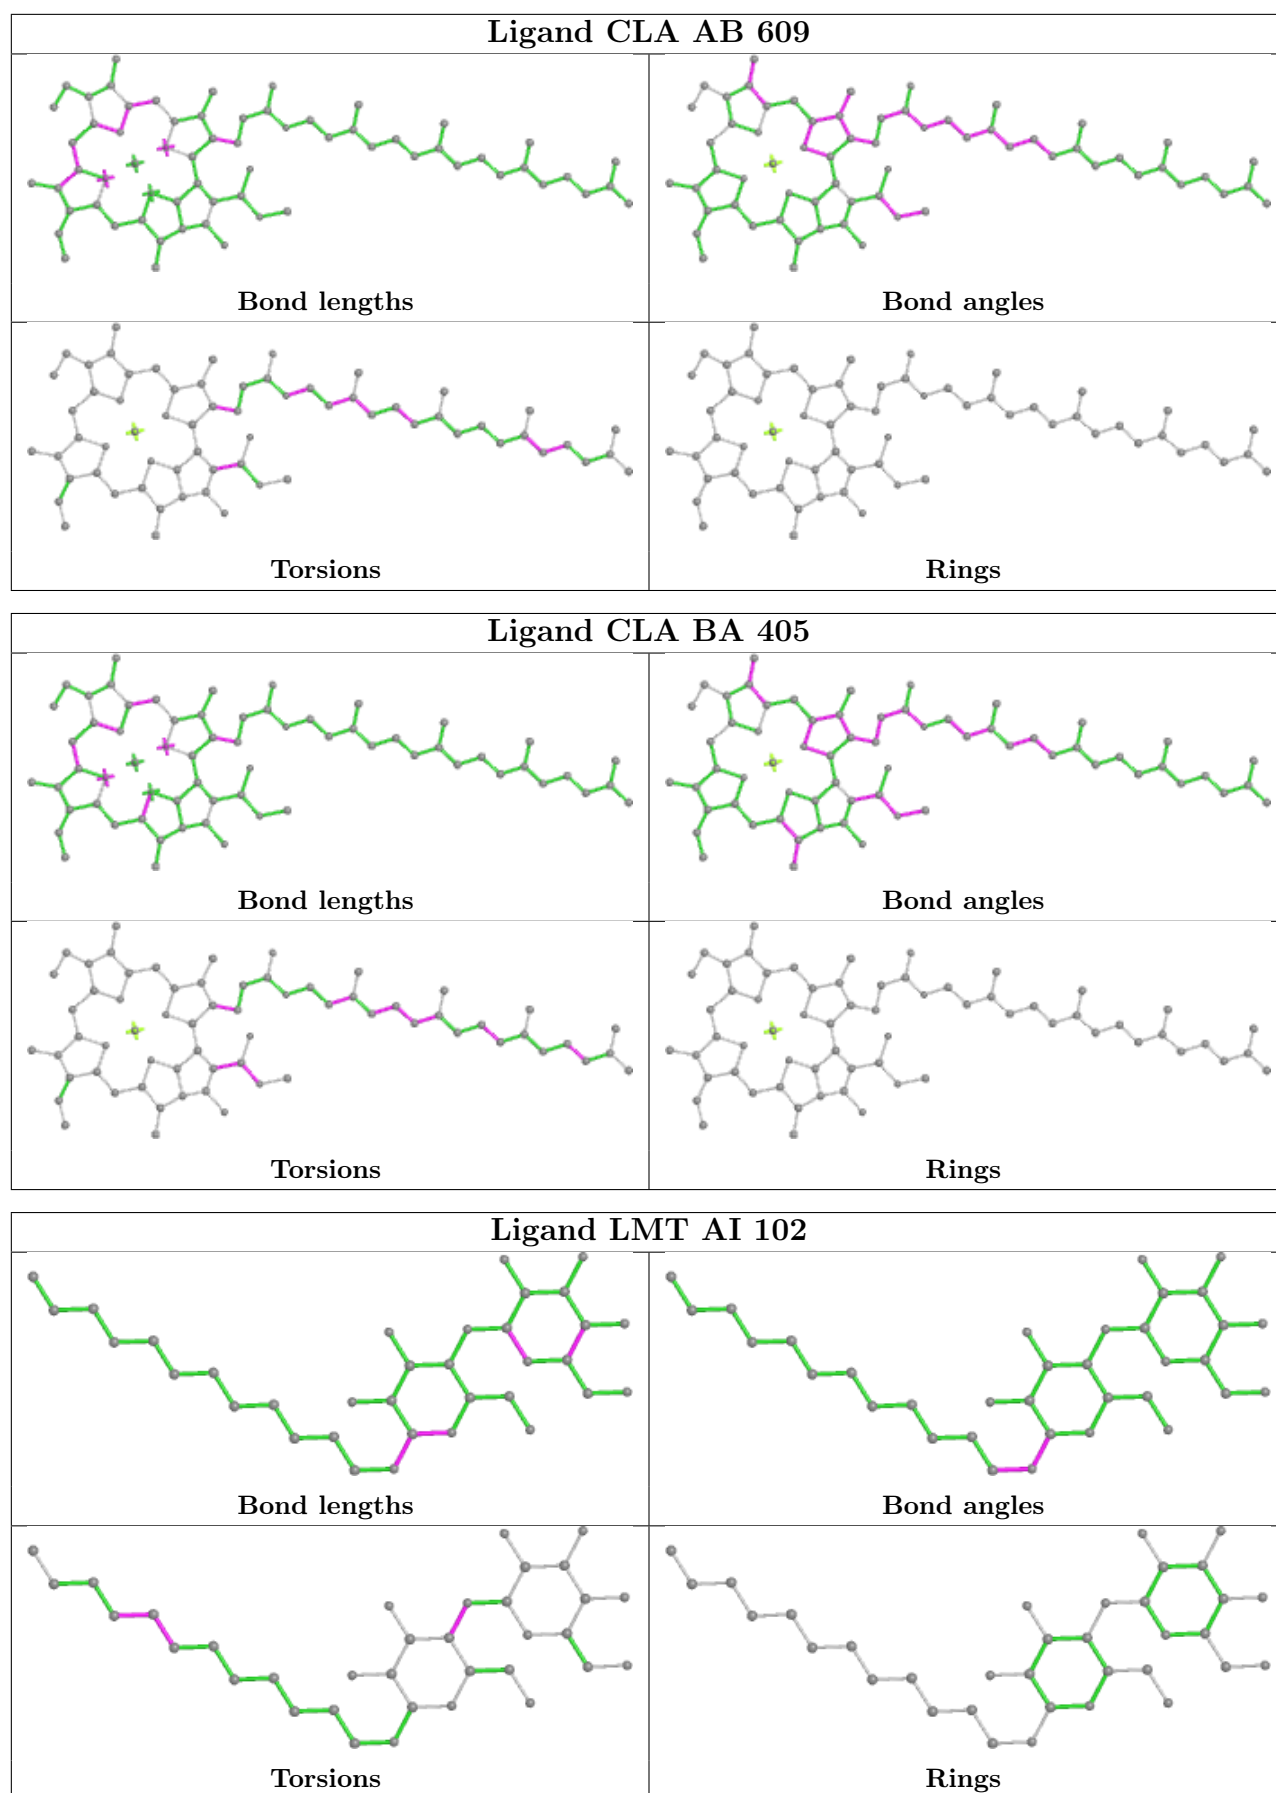 Ligand CLA AB 609
Bond lengths
Bond angles
Torsions
Rings
Ligand CLA BA 405
Bond lengths
Bond angles
Torsions
Rings
Ligand LMT AI 102
Bond lengths
Bond angles
Torsions
Rings